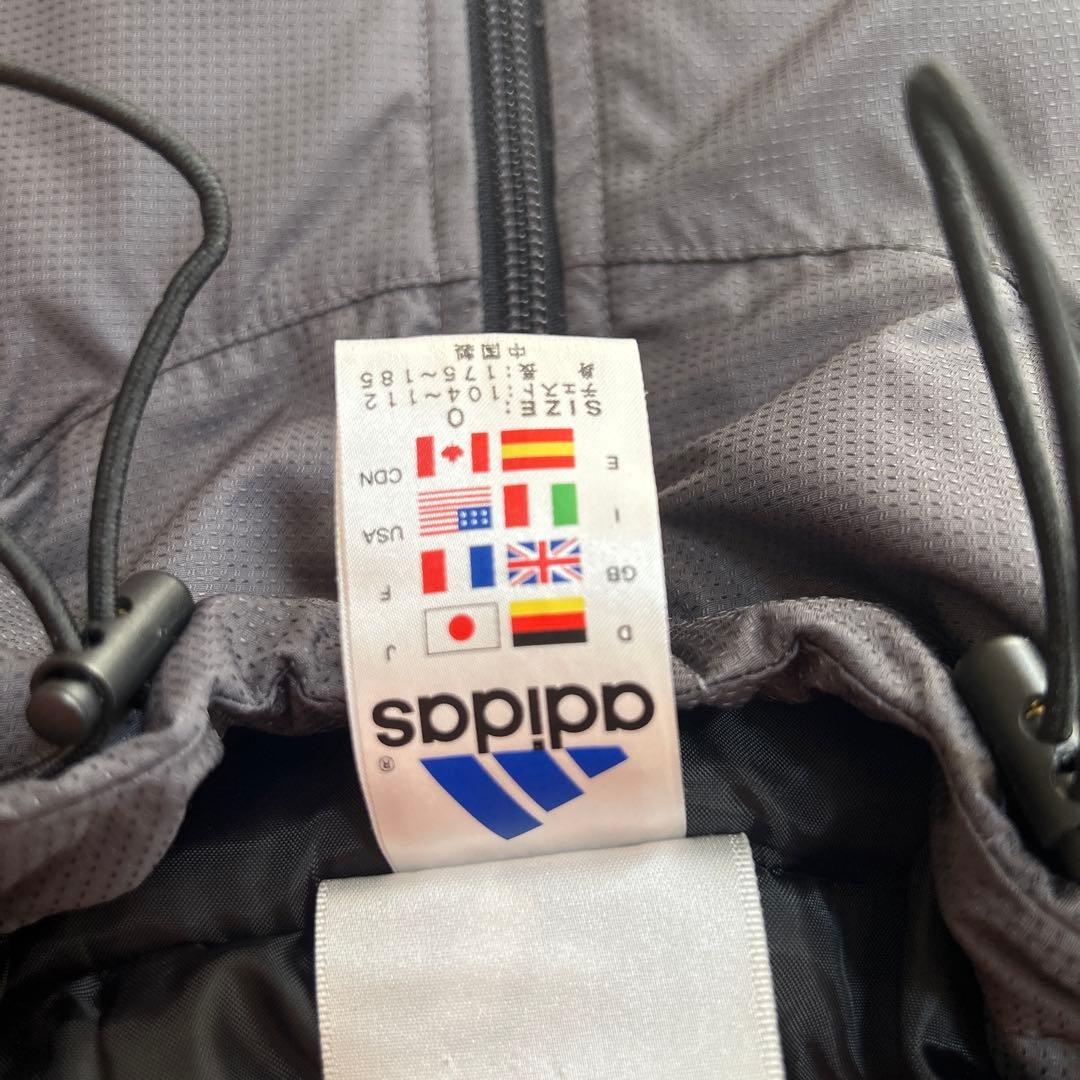 ®
adidas
D J
GB F
I USA
E CDN
SIZE: O
チェスト:104~112
身長:175~185
中国製